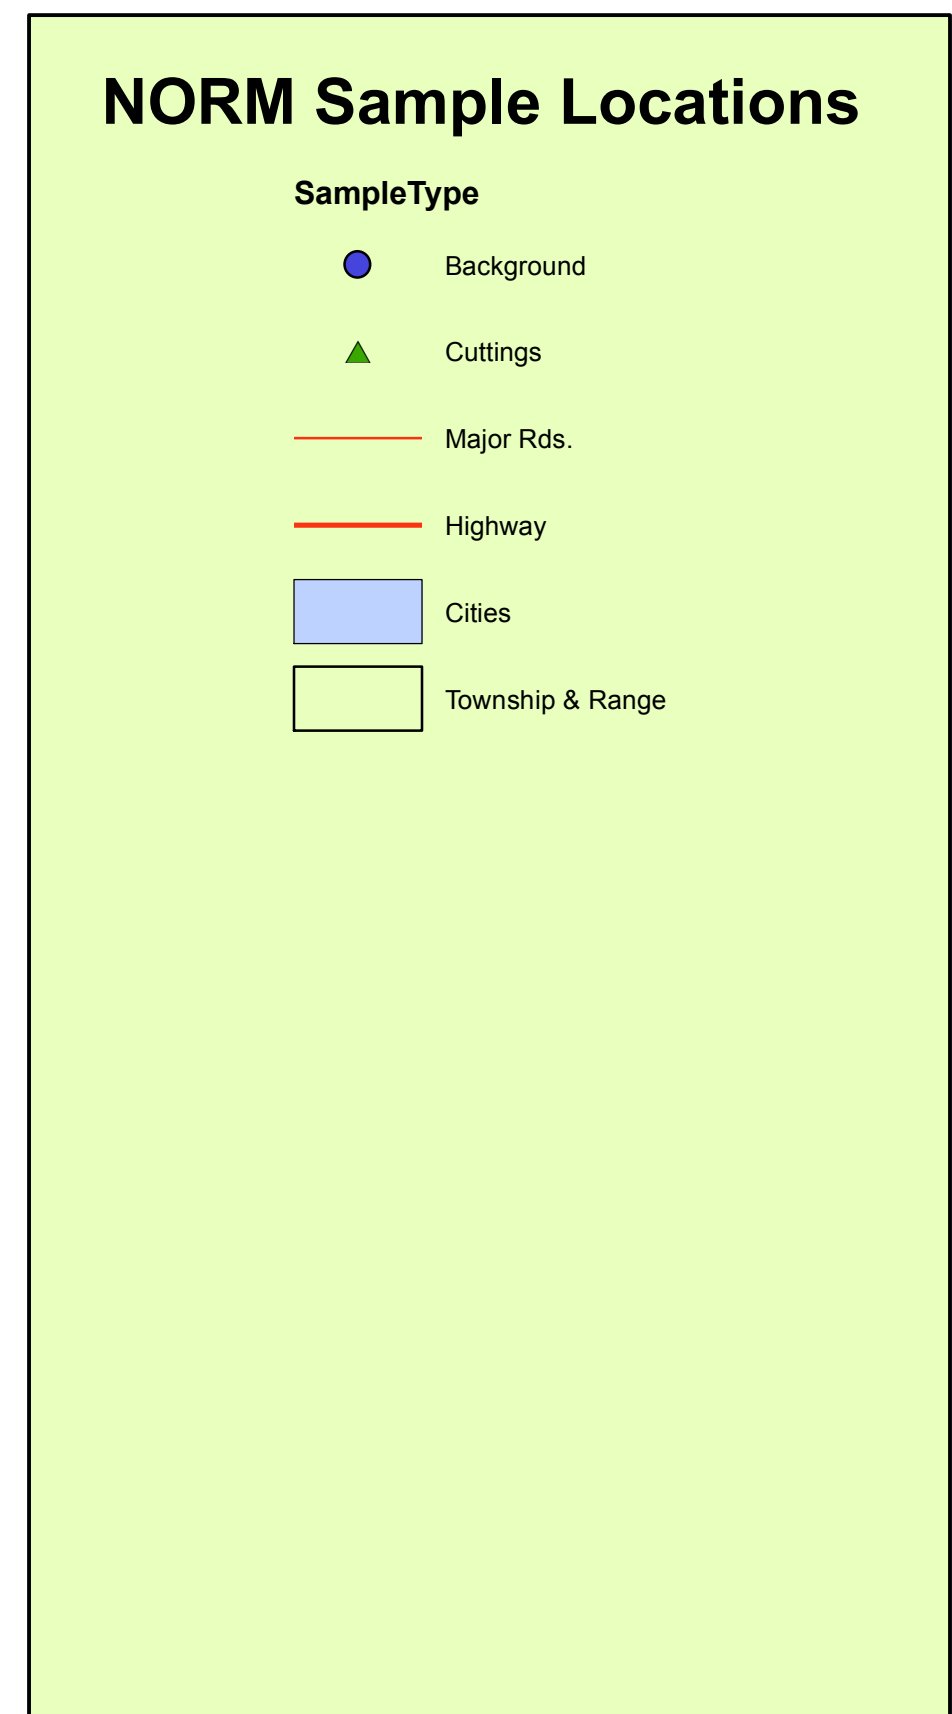 NORM Sample Locations
SampleType
Background
Cuttings
Major Rds.
Highway
Cities
Township & Range